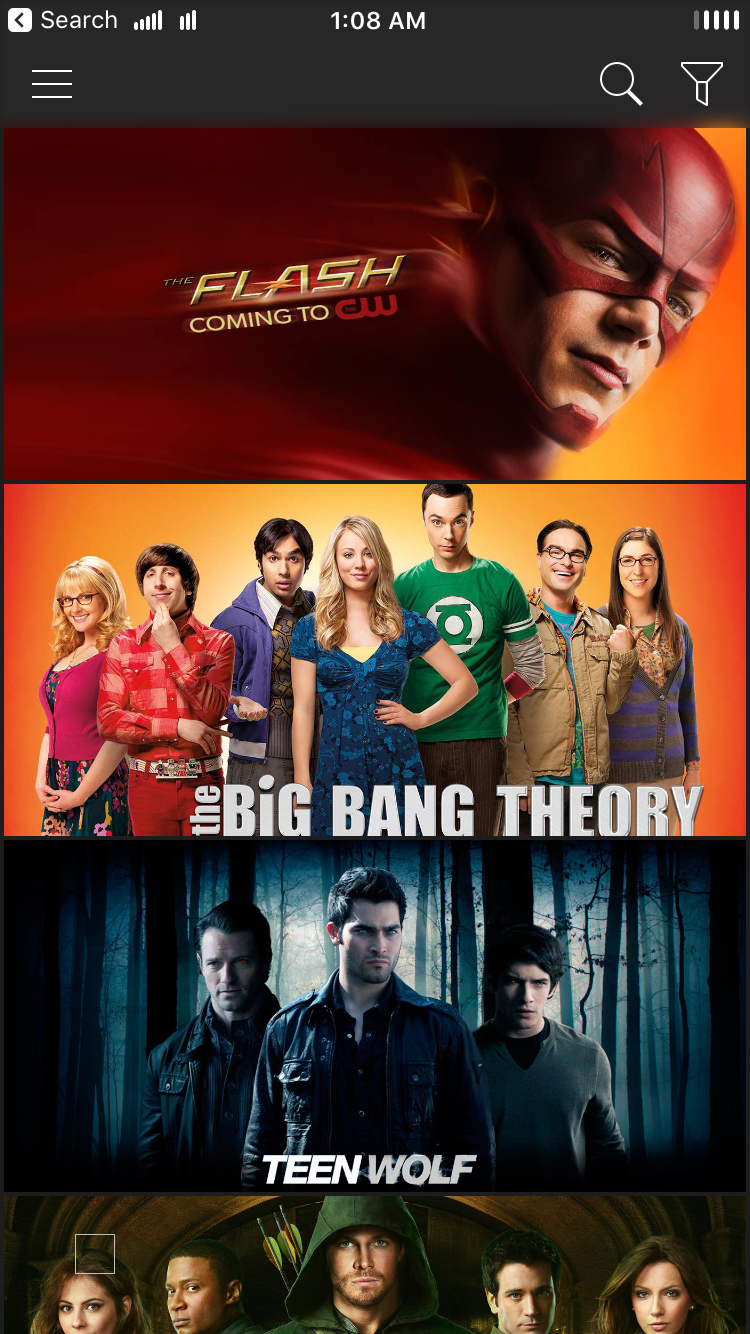 Search
1:08 AM
THE FLASH
COMING TO CW
the BiG BANG THEORY
TEEN WOLF